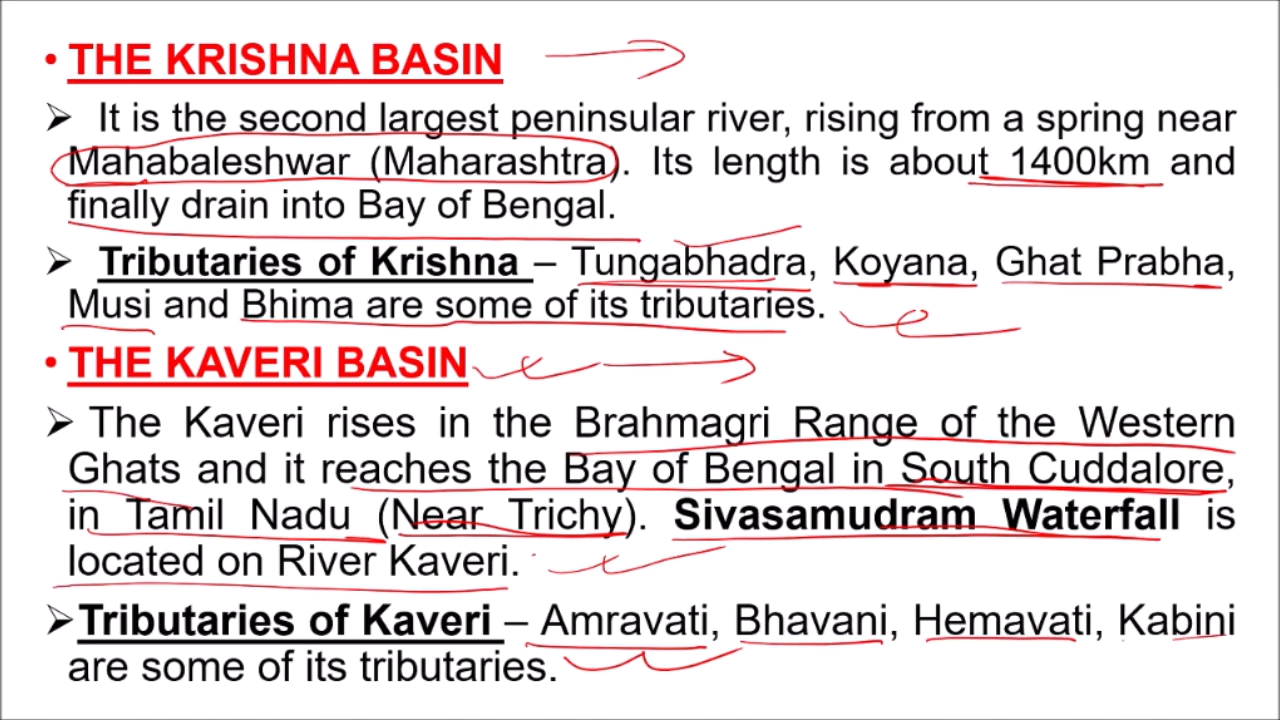 • THE KRISHNA BASIN
➢ It is the second largest peninsular river, rising from a spring near
Mahabaleshwar (Maharashtra). Its length is about 1400km and
finally drain into Bay of Bengal.
➢ Tributaries of Krishna – Tungabhadra, Koyana, Ghat Prabha,
Musi and Bhima are some of its tributaries.
• THE KAVERI BASIN
➢ The Kaveri rises in the Brahmagri Range of the Western
Ghats and it reaches the Bay of Bengal in South Cuddalore,
in Tamil Nadu (Near Trichy). Sivasamudram Waterfall is
located on River Kaveri.
➢ Tributaries of Kaveri – Amravati, Bhavani, Hemavati, Kabini
are some of its tributaries.